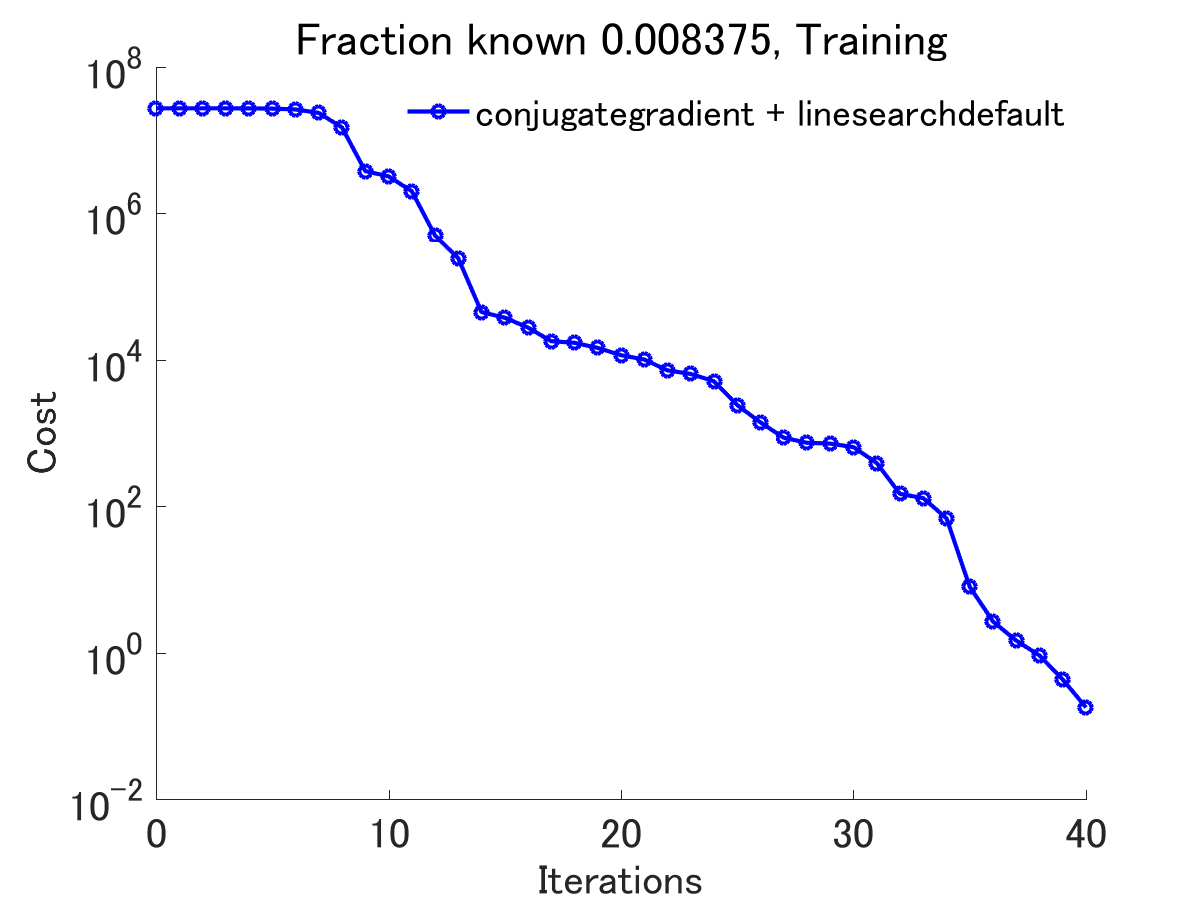 Fraction known 0.008375, Training
conjugategradient + linesearchdefault
10^8
10^6
10^4
10^2
10^0
10^-2
Cost
0 10 20 30 40
Iterations